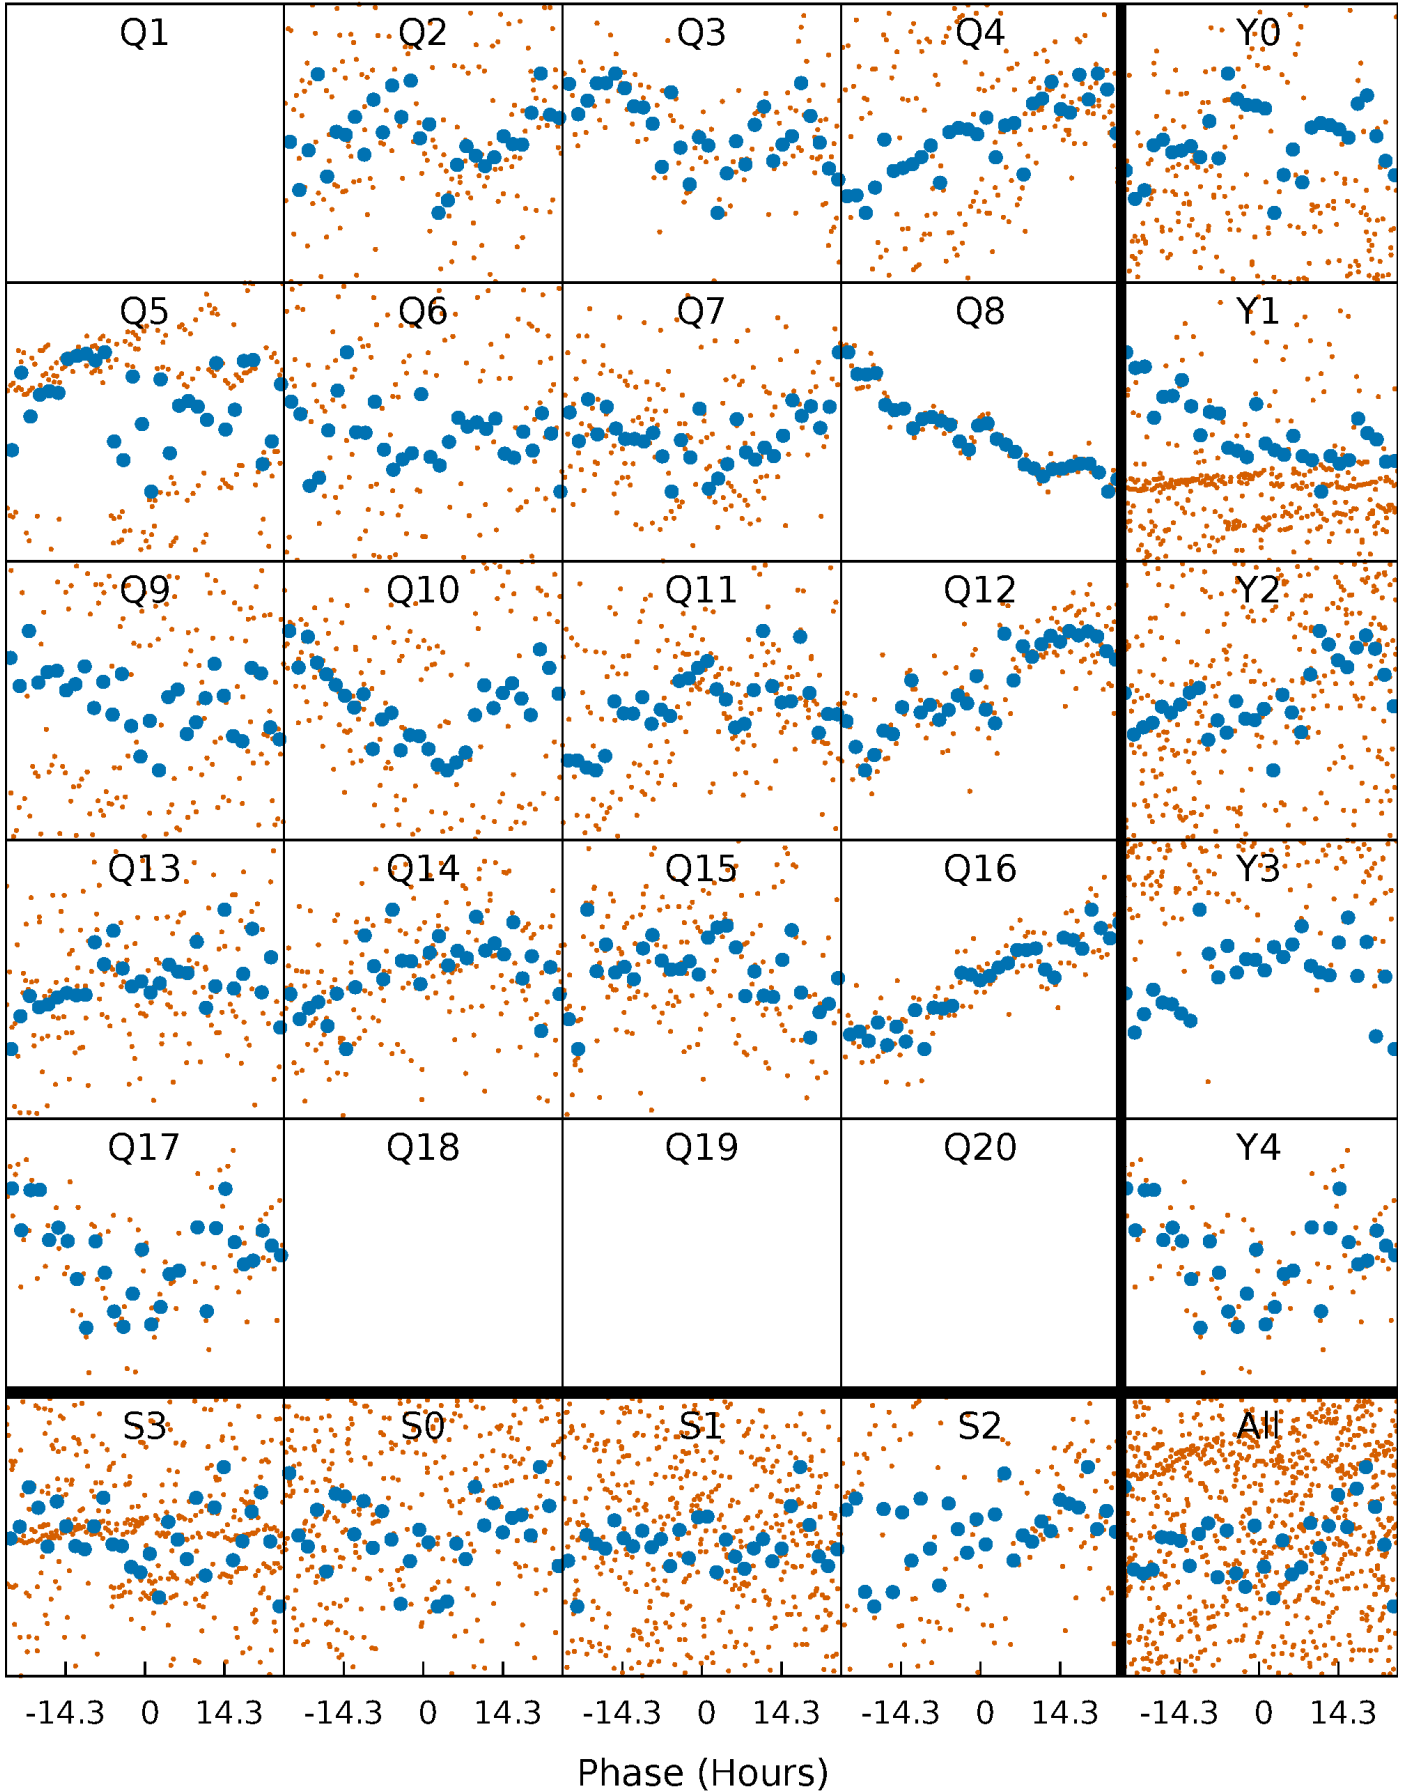 Q1 Q2 Q3 Q4 Y0
Q5 Q6 Q7 Q8 Y1
Q9 Q10 Q11 Q12 Y2
Q13 Q14 Q15 Q16 Y3
Q17 Q18 Q19 Q20 Y4
S3 S0 S1 S2 All
-14.3 0 14.3 -14.3 0 14.3 -14.3 0 14.3 -14.3 0 14.3 -14.3 0 14.3
Phase (Hours)